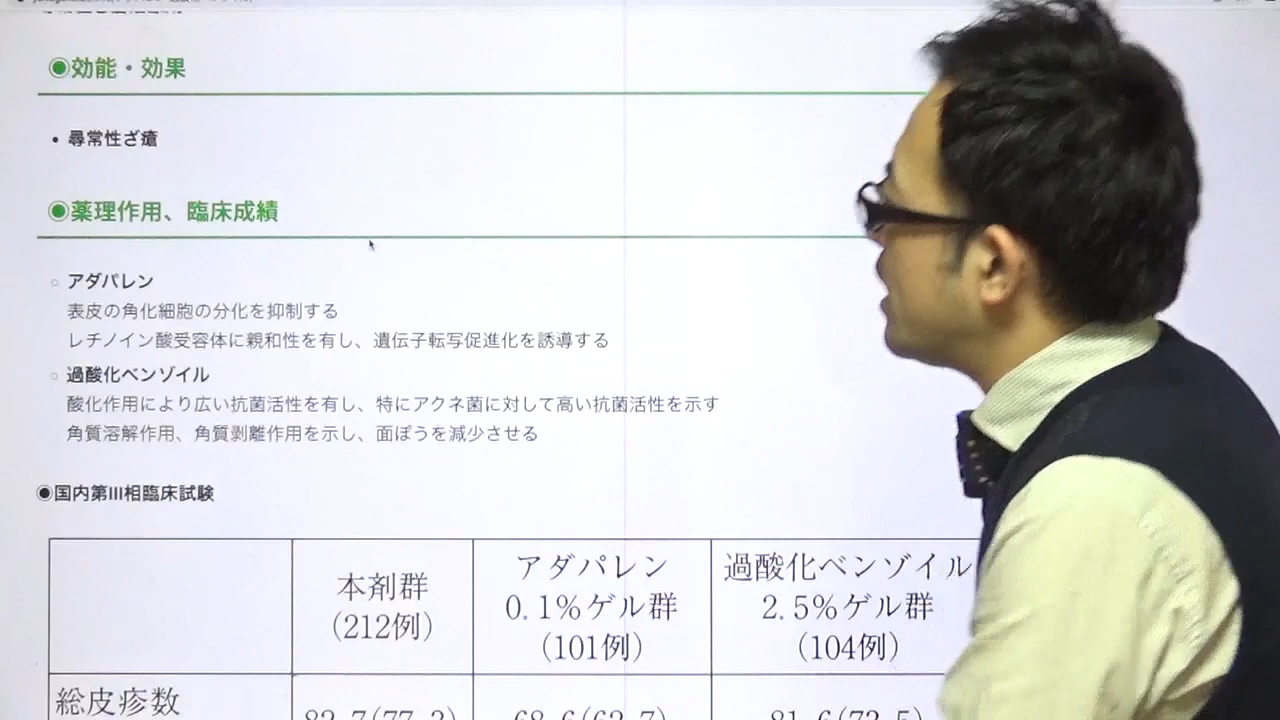 ◉効能・効果
• 尋常性ざ瘡
◉薬理作用、臨床成績
○ アダパレン
表皮の角化細胞の分化を抑制する
レチノイン酸受容体に親和性を有し、遺伝子転写促進化を誘導する
○ 過酸化ベンゾイル
酸化作用により広い抗菌活性を有し、特にアクネ菌に対して高い抗菌活性を示す
角質溶解作用、角質剥離作用を示し、面ぽうを減少させる
◉国内第III相臨床試験
本剤群
(212例)
アダパレン
0.1%ゲル群
(101例)
過酸化ベンゾイル
2.5%ゲル群
(104例)
総皮疹数